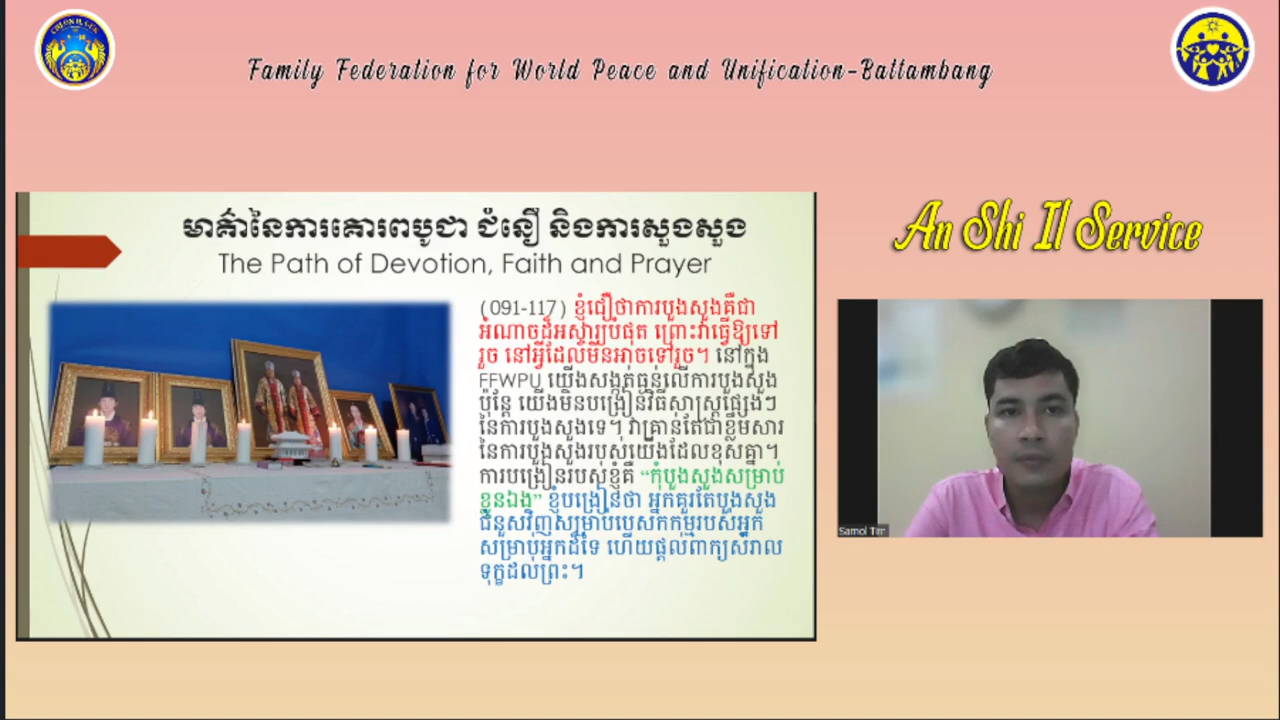 Family Federation for World Peace and Unification-Battambang
មាគ៌ានៃការគោរពបូជា ជំនឿ និងការសួងសួង
The Path of Devotion, Faith and Prayer
(091-117) ខ្ញុំជឿថាការបួងសួងគឺជា
អំណាចដ៏អស្ចារ្យបំផុត ព្រោះវាធ្វើឱ្យទៅ
រួច នៅអ្វីដែលមិនអាចទៅរួច។ នៅក្នុង
FFWPU យើងសង្កត់ធ្ងន់លើការបួងសួង
ប៉ុន្តែ យើងមិនបង្រៀនវិធីសាស្ត្រផ្សេងៗ
នៃការបួងសួងទេ។ វាគ្រាន់តែជាខ្លឹមសារ
នៃការបួងសួងរបស់យើងដែលខុសគ្នា។
ការបង្រៀនរបស់ខ្ញុំគឺ “កុំបួងសួងសម្រាប់
ខ្លួនឯង” ខ្ញុំបង្រៀនថា អ្នកគួរតែបួងសួង
ជំនួសវិញសម្រាប់បេសកកម្មរបស់អ្នក
សម្រាប់អ្នកដ៏ទៃ ហើយផ្តល់ពាក្យសំរាល
ទុក្ខដល់ព្រះ។
An Shi Il Service
Samol Tim